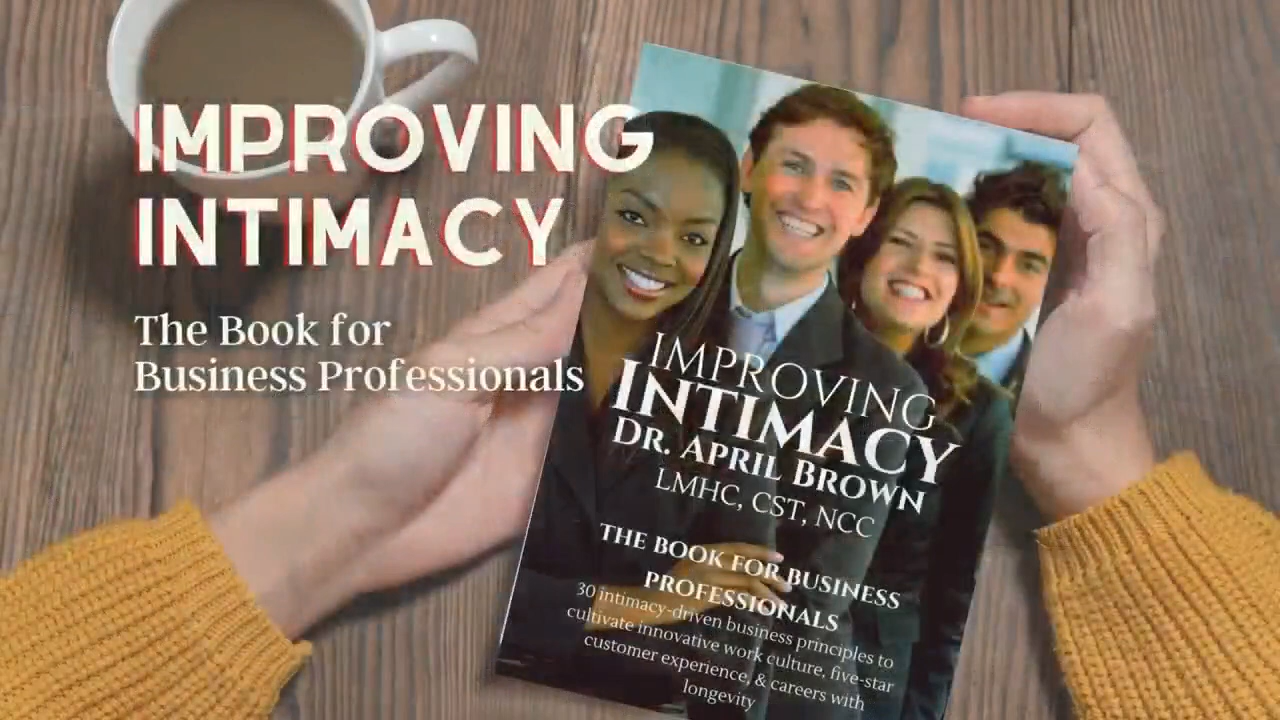 IMPROVING
INTIMACY
The Book for
Business Professionals
IMPROVING
INTIMACY
DR. APRIL BROWN
LMHC, CST, NCC
THE BOOK FOR BUSINESS
PROFESSIONALS
30 intimacy-driven business principles to
cultivate innovative work culture, five-star
customer experience, & careers with
longevity